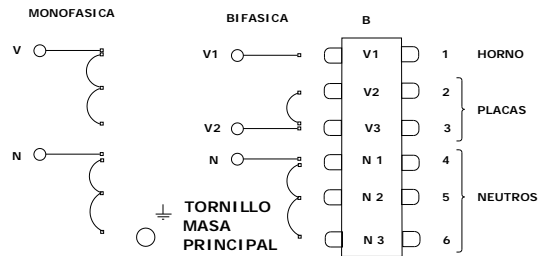 MONOFASICA
BIFASICA
B
V
V1
V1
1
HORNO
V2
2
PLACAS
V2
V3
3
N
N
N 1
4
N 2
5
NEUTROS
N 3
6
TORNILLO
MASA
PRINCIPAL